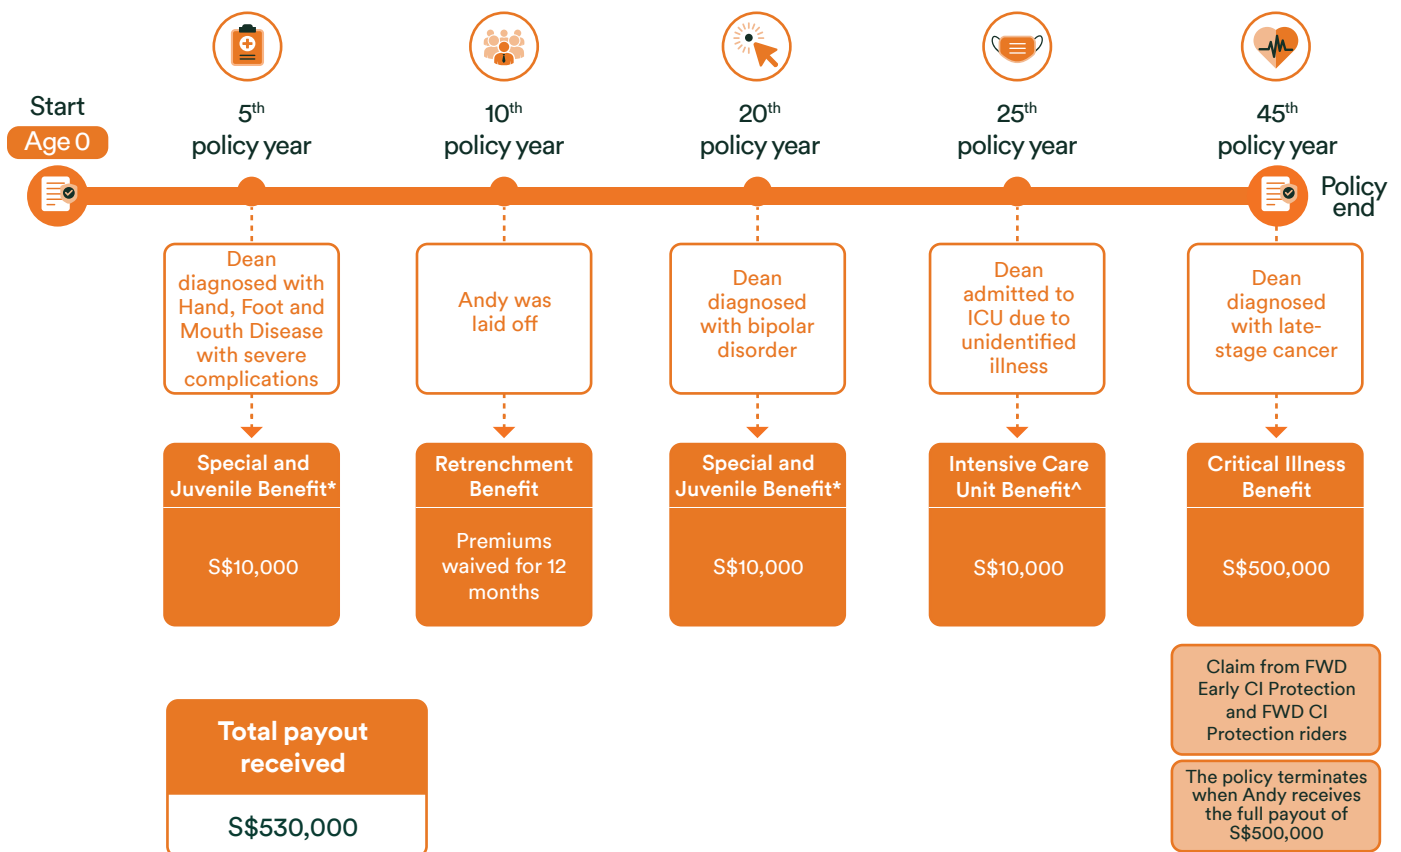 Start
Age 0
5th
policy year
10th
policy year
20th
policy year
25th
policy year
45th
policy year
Policy
end
Dean
diagnosed with
Hand, Foot and
Mouth Disease
with severe
complications
Andy was
laid off
Dean
diagnosed
with bipolar
disorder
Dean
admitted to
ICU due to
unidentified
illness
Dean
diagnosed
with late-
stage cancer
Special and
Juvenile Benefit*
S$10,000
Retrenchment
Benefit
Premiums
waived for 12
months
Special and
Juvenile Benefit*
S$10,000
Intensive Care
Unit Benefit^
S$10,000
Critical Illness
Benefit
S$500,000
Claim from FWD
Early CI Protection
and FWD CI
Protection riders
The policy terminates
when Andy receives
the full payout of
S$500,000
Total payout
received
S$530,000